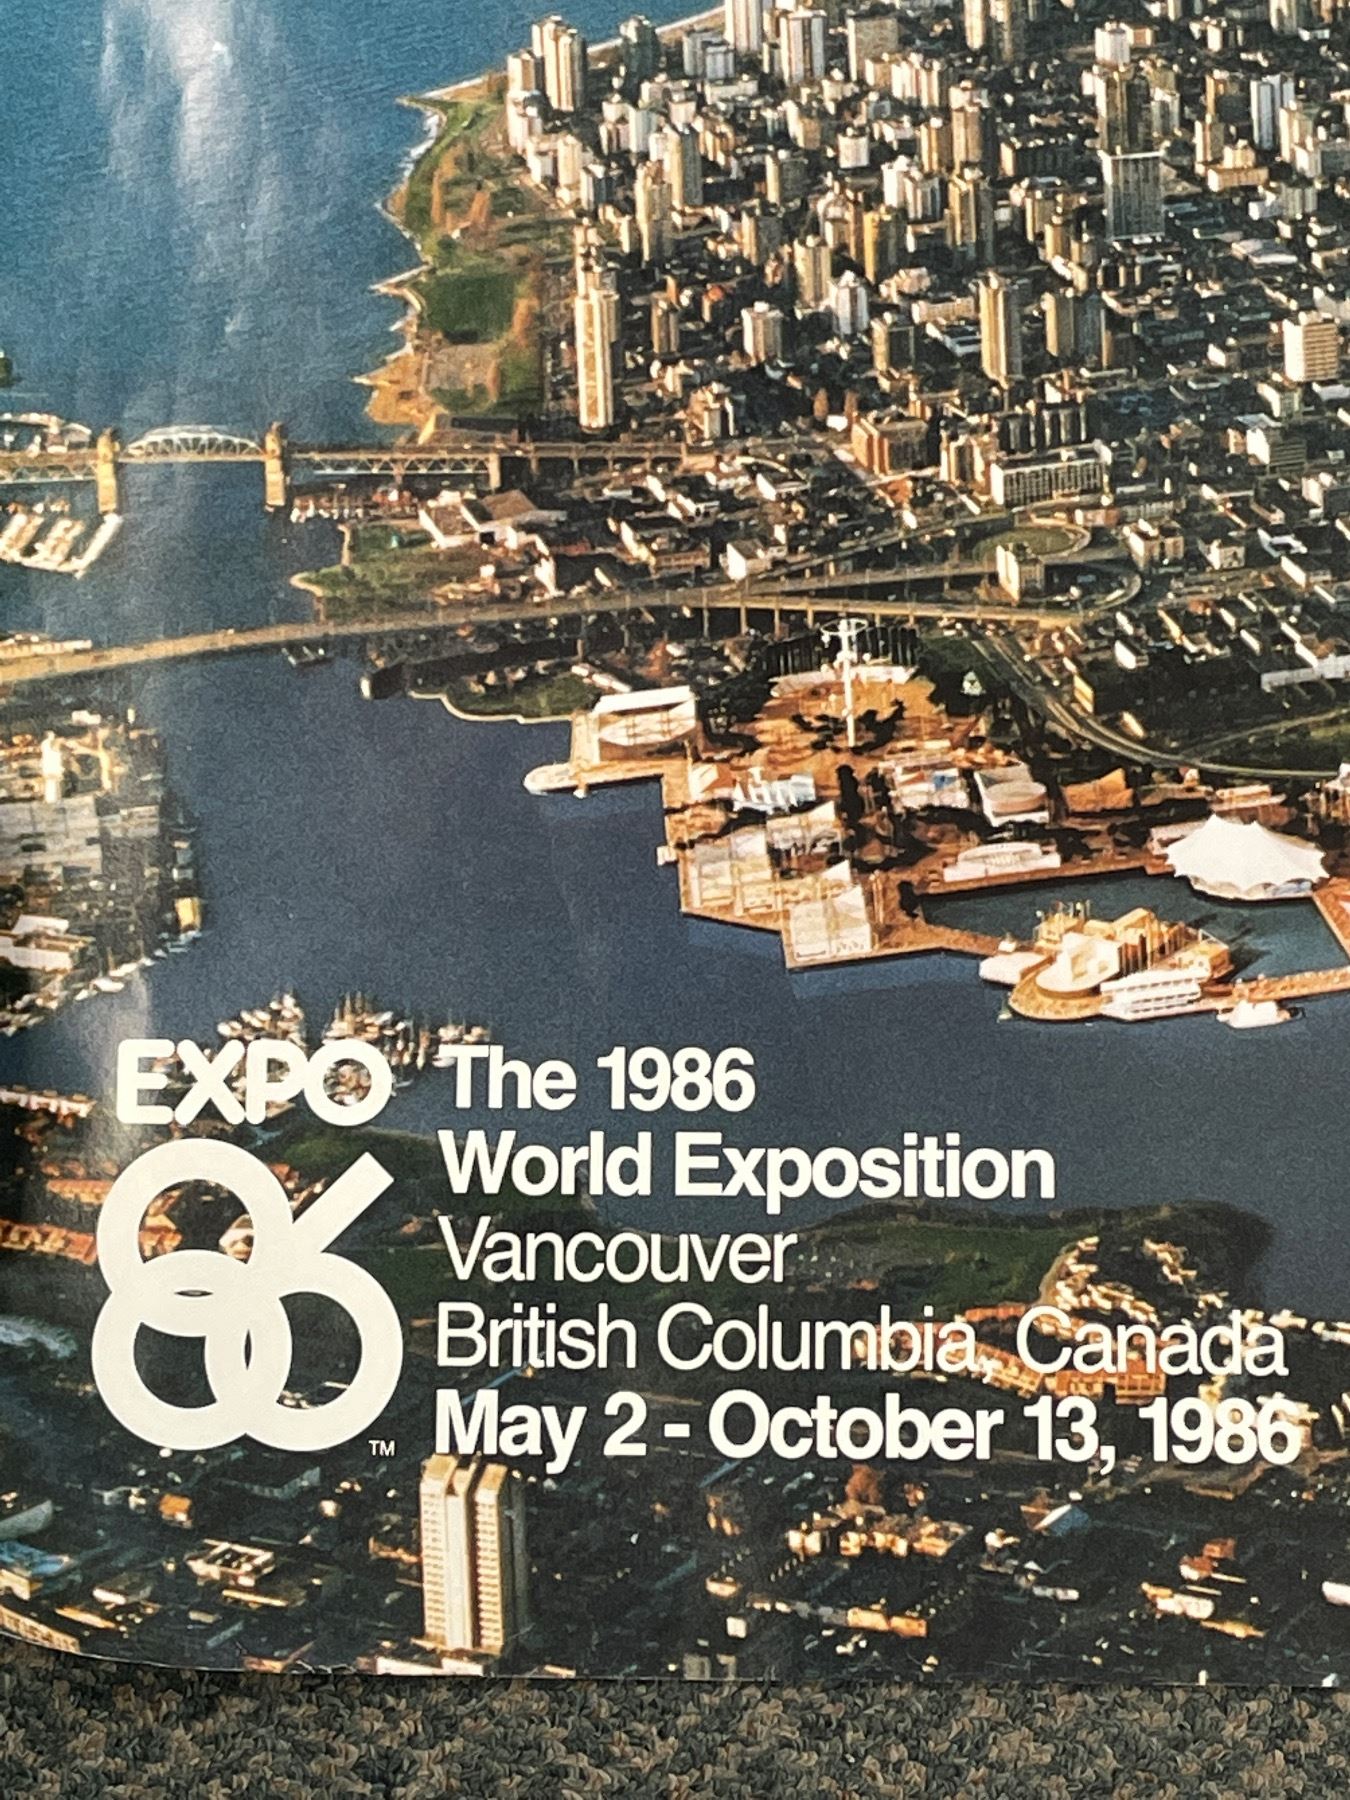 EXPO
86
TM
The 1986
World Exposition
Vancouver
British Columbia, Canada
May 2 - October 13, 1986